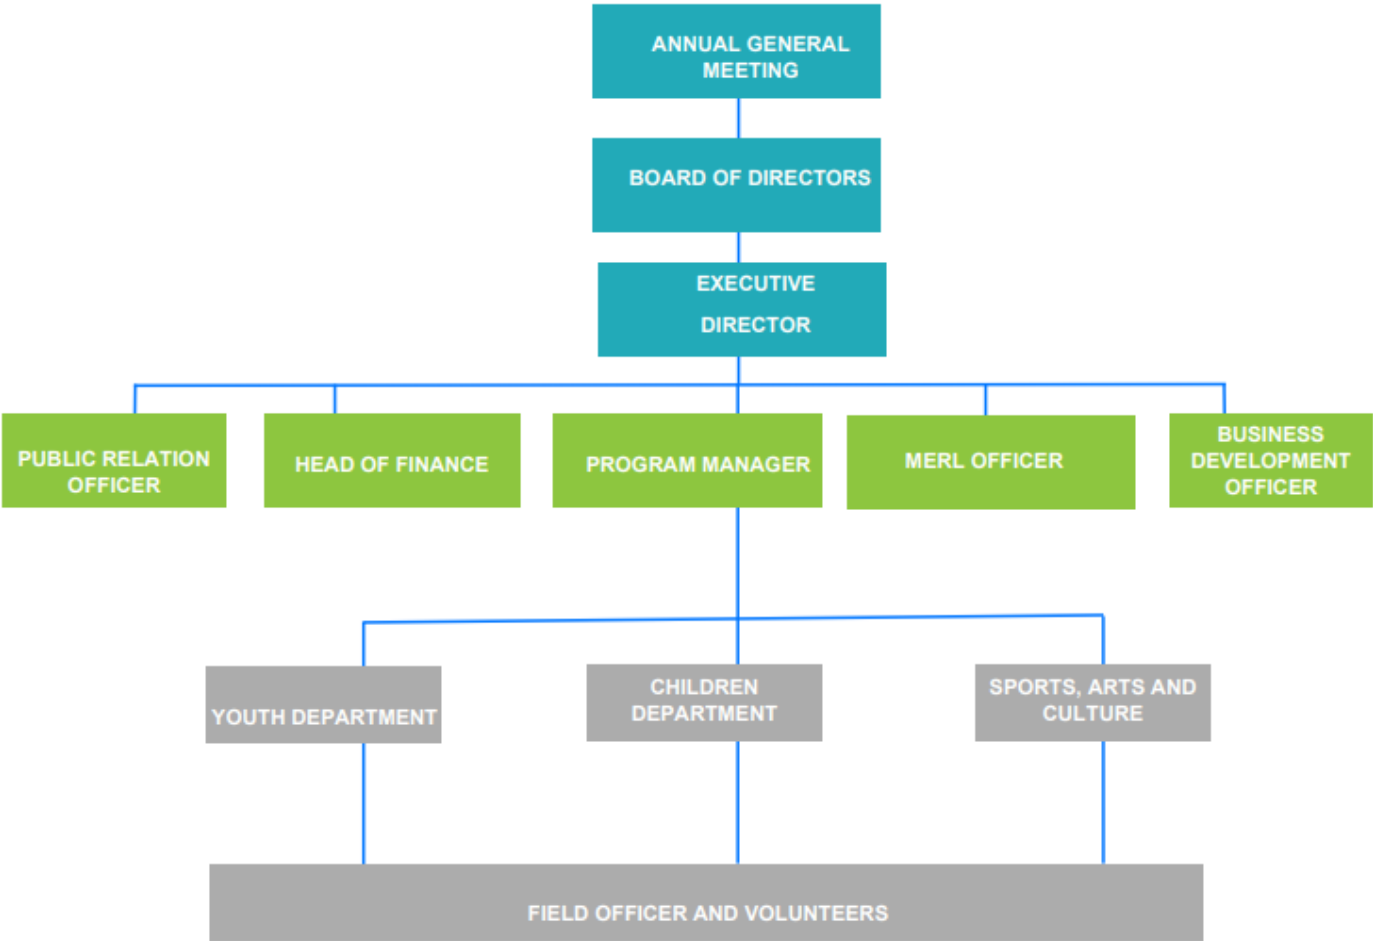 ANNUAL GENERAL
MEETING
BOARD OF DIRECTORS
EXECUTIVE
DIRECTOR
PUBLIC RELATION
OFFICER
HEAD OF FINANCE
PROGRAM MANAGER
MERL OFFICER
BUSINESS
DEVELOPMENT
OFFICER
YOUTH DEPARTMENT
CHILDREN
DEPARTMENT
SPORTS, ARTS AND
CULTURE
FIELD OFFICER AND VOLUNTEERS